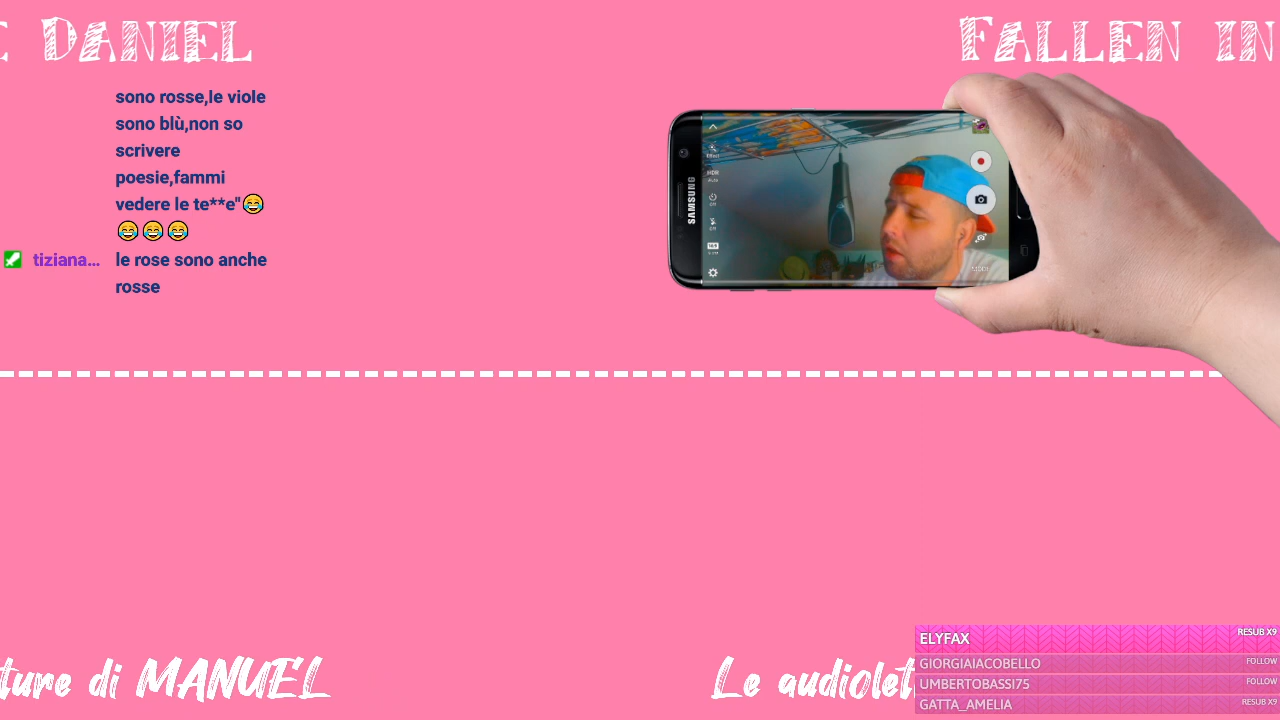 DANIEL
FALLEN IN
sono rosse,le viole
sono blù,non so
scrivere
poesie,fammi
vedere le te**e"😂
😂😂😂
tiziana... le rose sono anche
rosse
SAMSUNG
HDR
ture di MANUEL
Le audiolet
ELYFAX RESUB X9
GIORGIAIACOBELLO FOLLOW
UMBERTOBASSI75 FOLLOW
GATTA_AMELIA RESUB X9